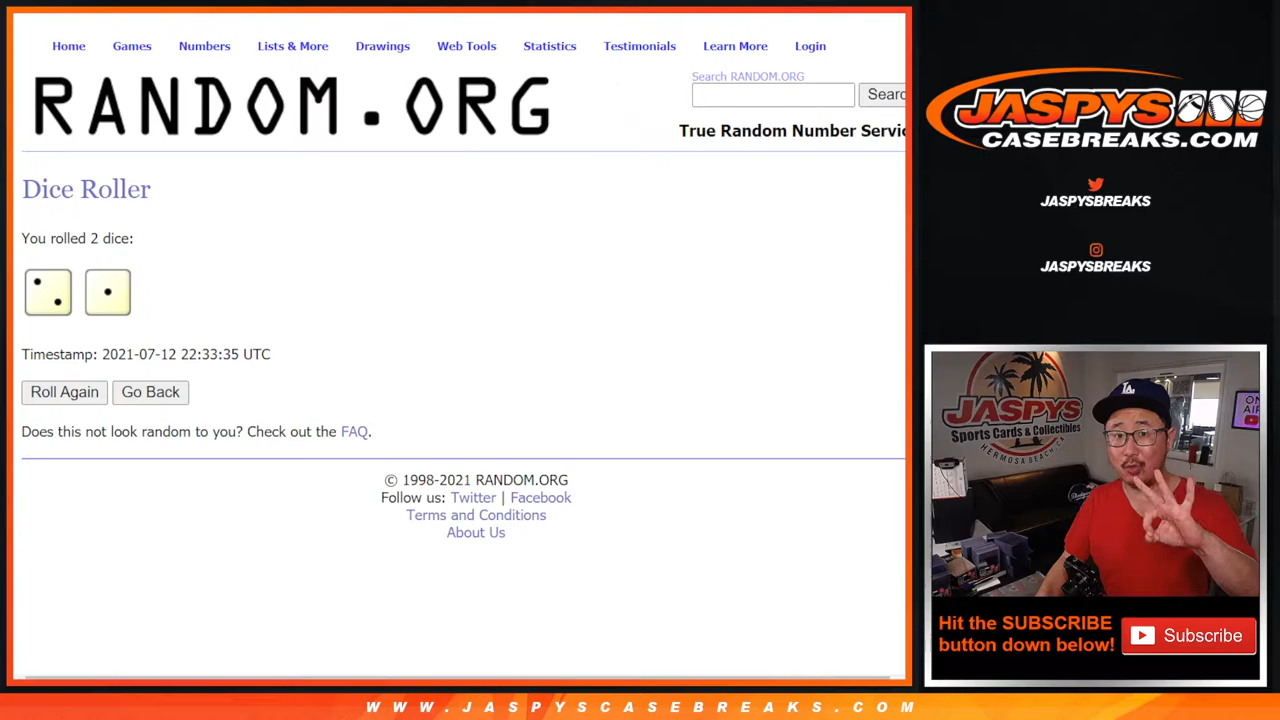 Home Games Numbers Lists & More Drawings Web Tools Statistics Testimonials Learn More Login
RANDOM.ORG
Search RANDOM.ORG
Searc
True Random Number Servic
Dice Roller
You rolled 2 dice:
Timestamp: 2021-07-12 22:33:35 UTC
Roll Again Go Back
Does this not look random to you? Check out the FAQ.
© 1998-2021 RANDOM.ORG
Follow us: Twitter | Facebook
Terms and Conditions
About Us
JASPYS
CASEBREAKS.COM
JASPYSBREAKS
JASPYSBREAKS
JASPYS
Sports Cards & Collectibles
HERMOSA BEACH, CA
LA
ON
AIR
Hit the SUBSCRIBE
button down below!
Subscribe
WWW.JASPYSCASEBREAKS.COM